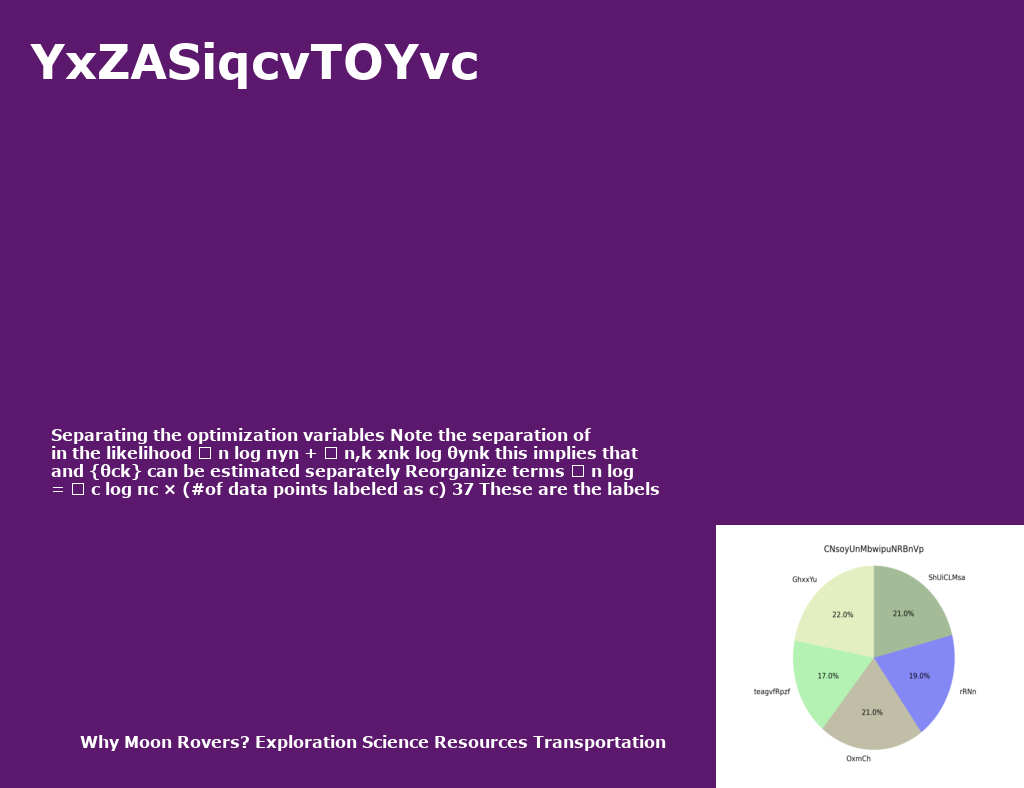 YxZASiqcvTOYvc
Separating the optimization variables Note the separation of
in the likelihood □ n log πyn + □ n,k xnk log θynk this implies that
and {θck} can be estimated separately Reorganize terms □ n log
= □ c log πc × (#of data points labeled as c) 37 These are the labels
CNsoyUnMbwipuNRBnVp
GhxxYu
ShUiCLMsa
22.0%
21.0%
17.0%
19.0%
teagvfRpzf
rRNn
21.0%
OxmCh
Why Moon Rovers? Exploration Science Resources Transportation